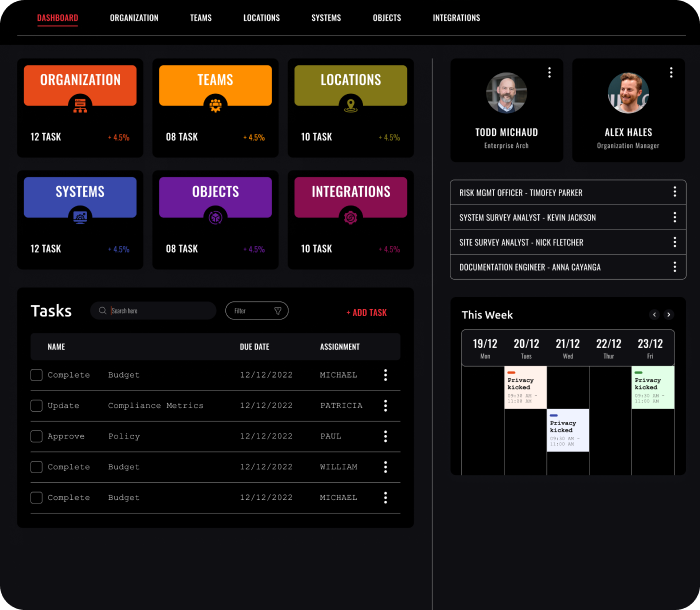 DASHBOARD ORGANIZATION TEAMS LOCATIONS SYSTEMS OBJECTS INTEGRATIONS
ORGANIZATION
12 TASK + 4.5%
TEAMS
08 TASK + 4.5%
LOCATIONS
10 TASK + 4.5%
SYSTEMS
12 TASK + 4.5%
OBJECTS
08 TASK + 4.5%
INTEGRATIONS
10 TASK + 4.5%
Tasks Search here Filter + ADD TASK
NAME DUE DATE ASSIGNMENT
Complete Budget 12/12/2022 MICHAEL
Update Compliance Metrics 12/12/2022 PATRICIA
Approve Policy 12/12/2022 PAUL
Complete Budget 12/12/2022 WILLIAM
Complete Budget 12/12/2022 MICHAEL
TODD MICHAUD
Enterprise Arch
ALEX HALES
Organization Manager
RISK MGMT OFFICER - TIMOFEY PARKER
SYSTEM SURVEY ANALYST - KEVIN JACKSON
SITE SURVEY ANALYST - NICK FLETCHER
DOCUMENTATION ENGINEER - ANNA CAYANGA
This Week
19/12 20/12 21/12 22/12 23/12
Mon Tues Wed Thur Fri
Privacy
kicked
09:30 AM -
11:00 AM
Privacy
kicked
09:30 AM -
11:00 AM
Privacy
kicked
09:30 AM -
11:00 AM